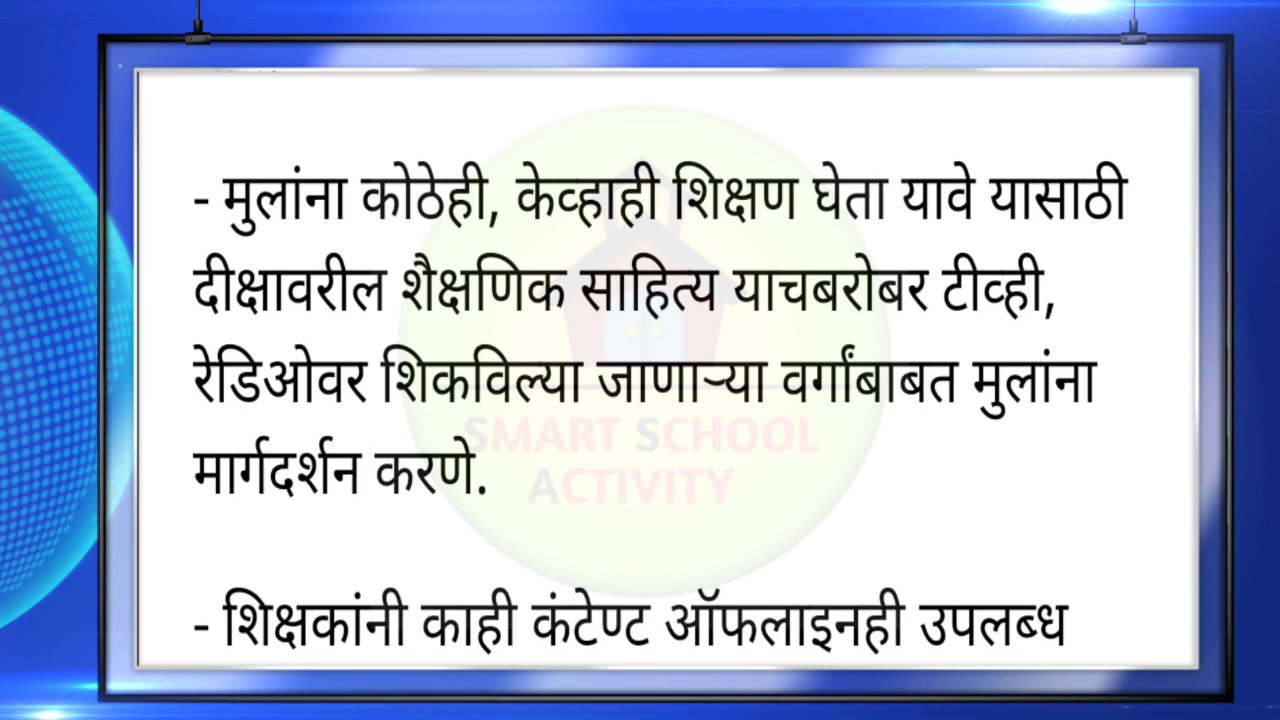 - मुलांना कोठेही, केव्हाही शिक्षण घेता यावे यासाठी
दीक्षावरील शैक्षणिक साहित्य याचबरोबर टीव्ही,
रेडिओवर शिकविल्या जाणाऱ्या वर्गांबाबत मुलांना
मार्गदर्शन करणे.
SMART SCHOOL
ACTIVITY
- शिक्षकांनी काही कंटेण्ट ऑफलाइनही उपलब्ध